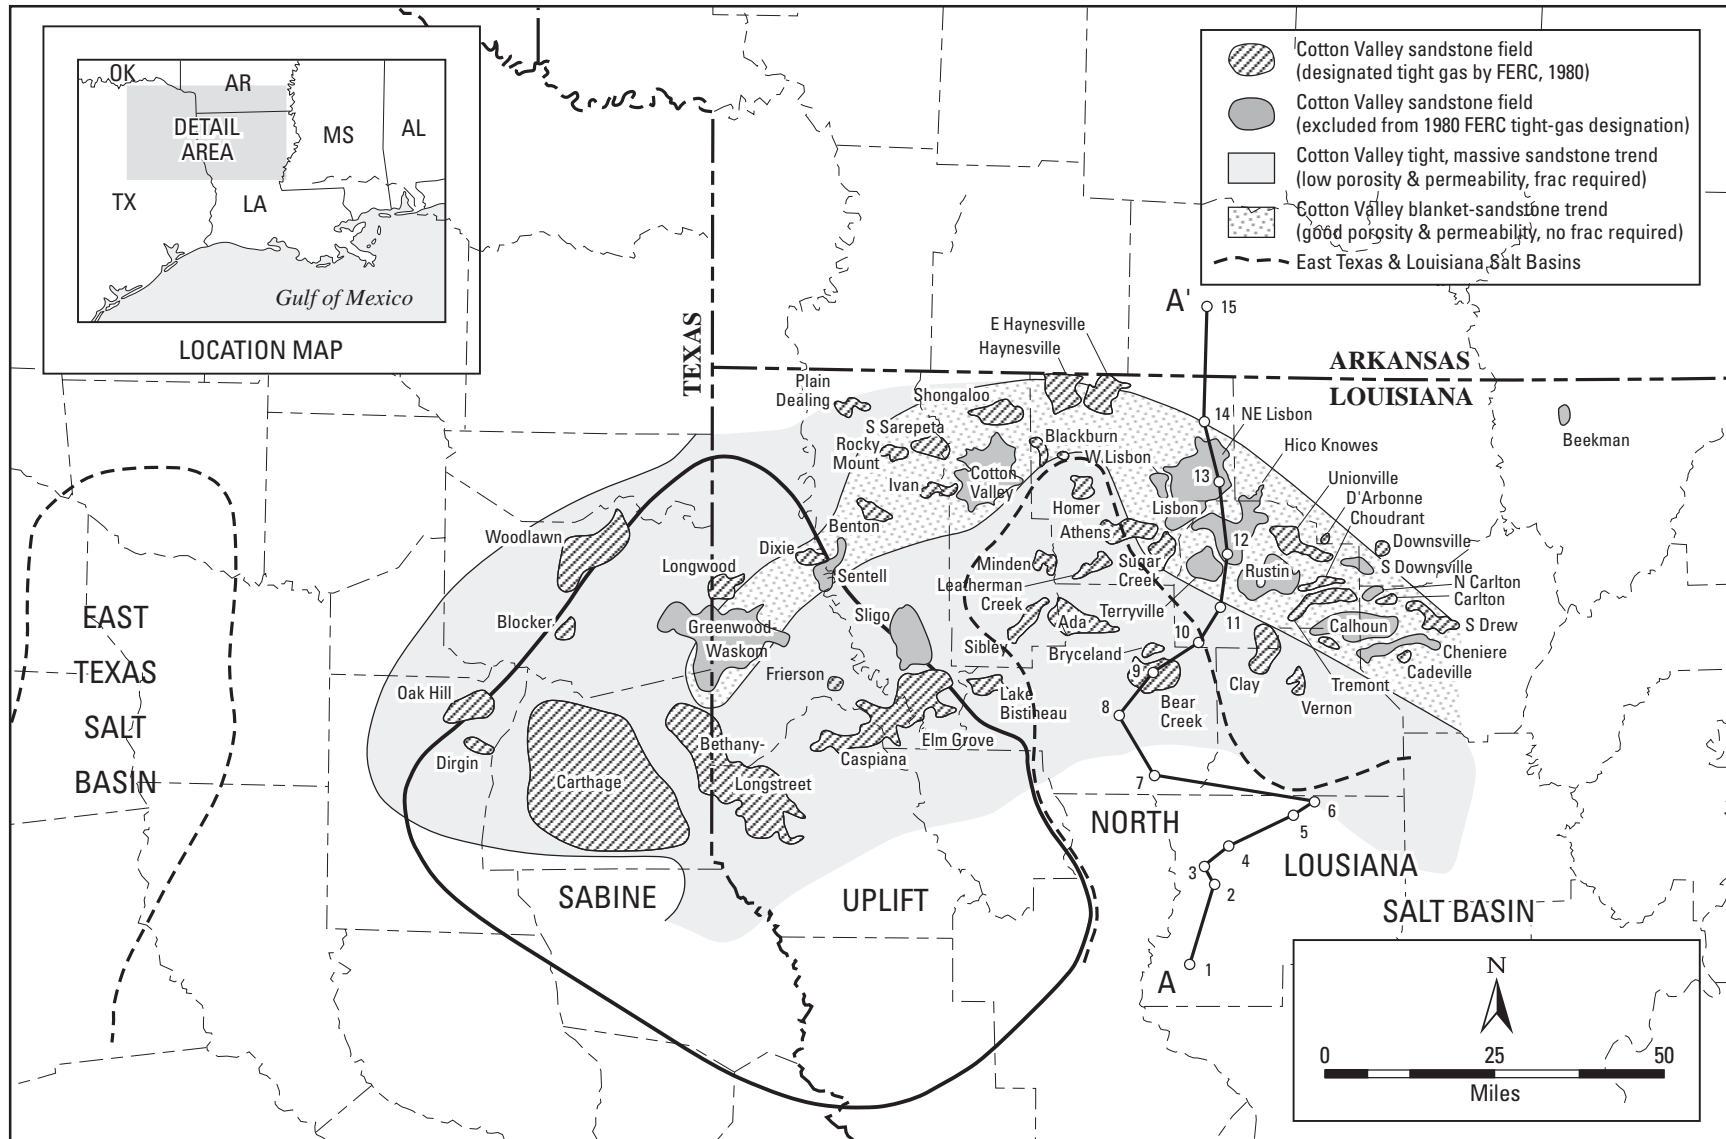 OK
AR
DETAIL
AREA
MS
AL
TX
LA
Gulf of Mexico
LOCATION MAP
Cotton Valley sandstone field
(designated tight gas by FERC, 1980)
Cotton Valley sandstone field
(excluded from 1980 FERC tight-gas designation)
Cotton Valley tight, massive sandstone trend
(low porosity & permeability, frac required)
Cotton Valley blanket-sandstone trend
(good porosity & permeability, no frac required)
East Texas & Louisiana Salt Basins
A'
15
E Haynesville
Haynesville
TEXAS
ARKANSAS
LOUISIANA
Plain
Dealing
Shongaloo
14
NE Lisbon
Beekman
S Sarepeta
Rocky
Mount
Blackburn
W.Lisbon
Hico Knowes
Ivan
Cotton
Valley
13
Unionville
Homer
Lisbon
D'Arbonne
Choudrant
Benton
Athens
Woodlawn
Dixie
12
Downsville
Longwood
Sentell
Minden
Sugar
Creek
Rustin
S Downsville
Leatherman
Creek
N Carlton
Carlton
EAST
TEXAS
SALT
BASIN
Blocker
Greenwood-
Waskom
Sligo
Ada
Terryville
11
Calhoun
S Drew
Sibley
10
Bryceland
Cheniere
Cadeville
Frierson
9
Oak Hill
Lake
Bistineau
8
Bear
Creek
Clay
Vernon
Tremont
Dirgin
Bethany-
Longstreet
Elm Grove
Caspiana
Carthage
7
6
NORTH
5
LOUSIANA
4
3
2
SABINE
UPLIFT
SALT BASIN
A
1
N
0
25
50
Miles